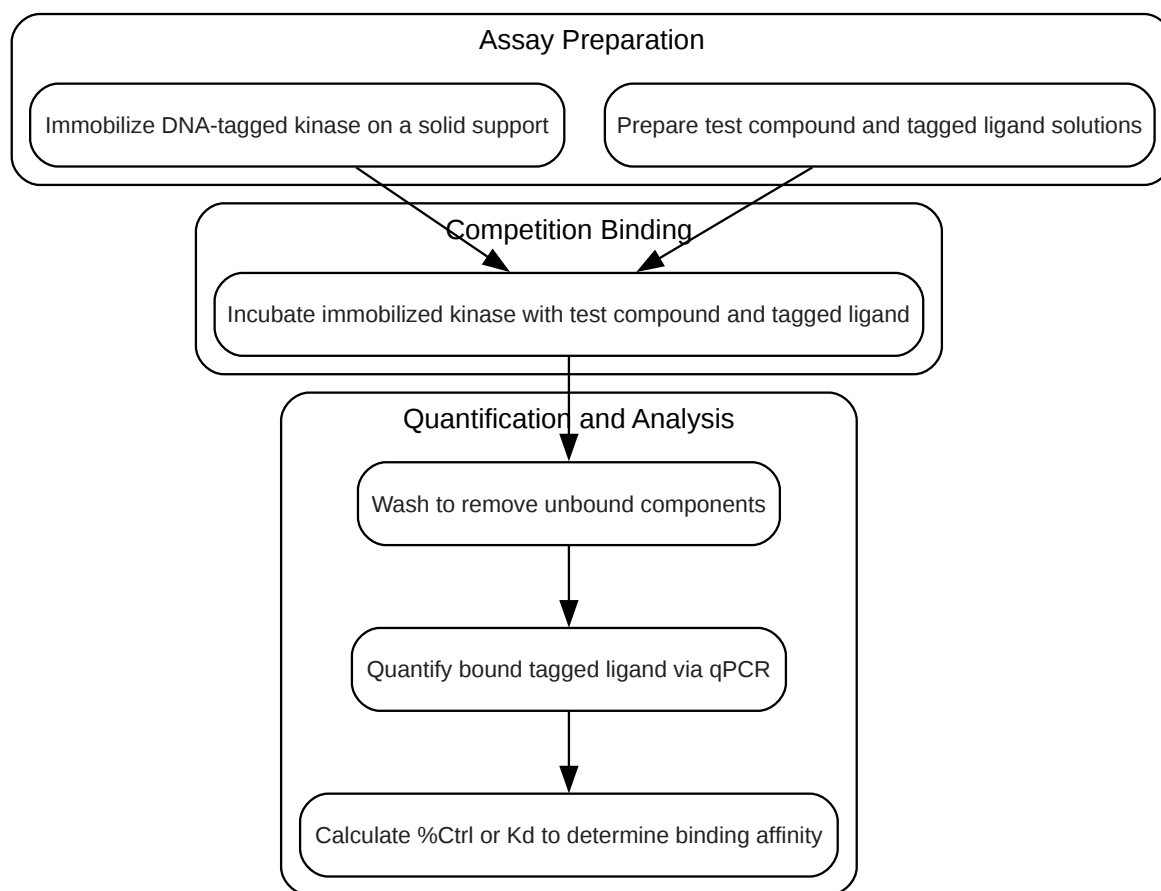 Assay Preparation
Immobilize DNA-tagged kinase on a solid support
Prepare test compound and tagged ligand solutions
Competition Binding
Incubate immobilized kinase with test compound and tagged ligand
Quantification and Analysis
Wash to remove unbound components
Quantify bound tagged ligand via qPCR
Calculate %Ctrl or Kd to determine binding affinity